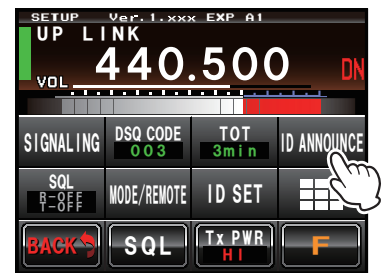 SETUP Ver.1.xxx EXP A1
UP LINK
VOL 440.500 DN
SIGNALING DSQ CODE TOT ID ANNOUNCE
003 3min
SQL MODE/REMOTE ID SET
R-OFF
T-OFF
BACK SQL Tx PWR F
HI